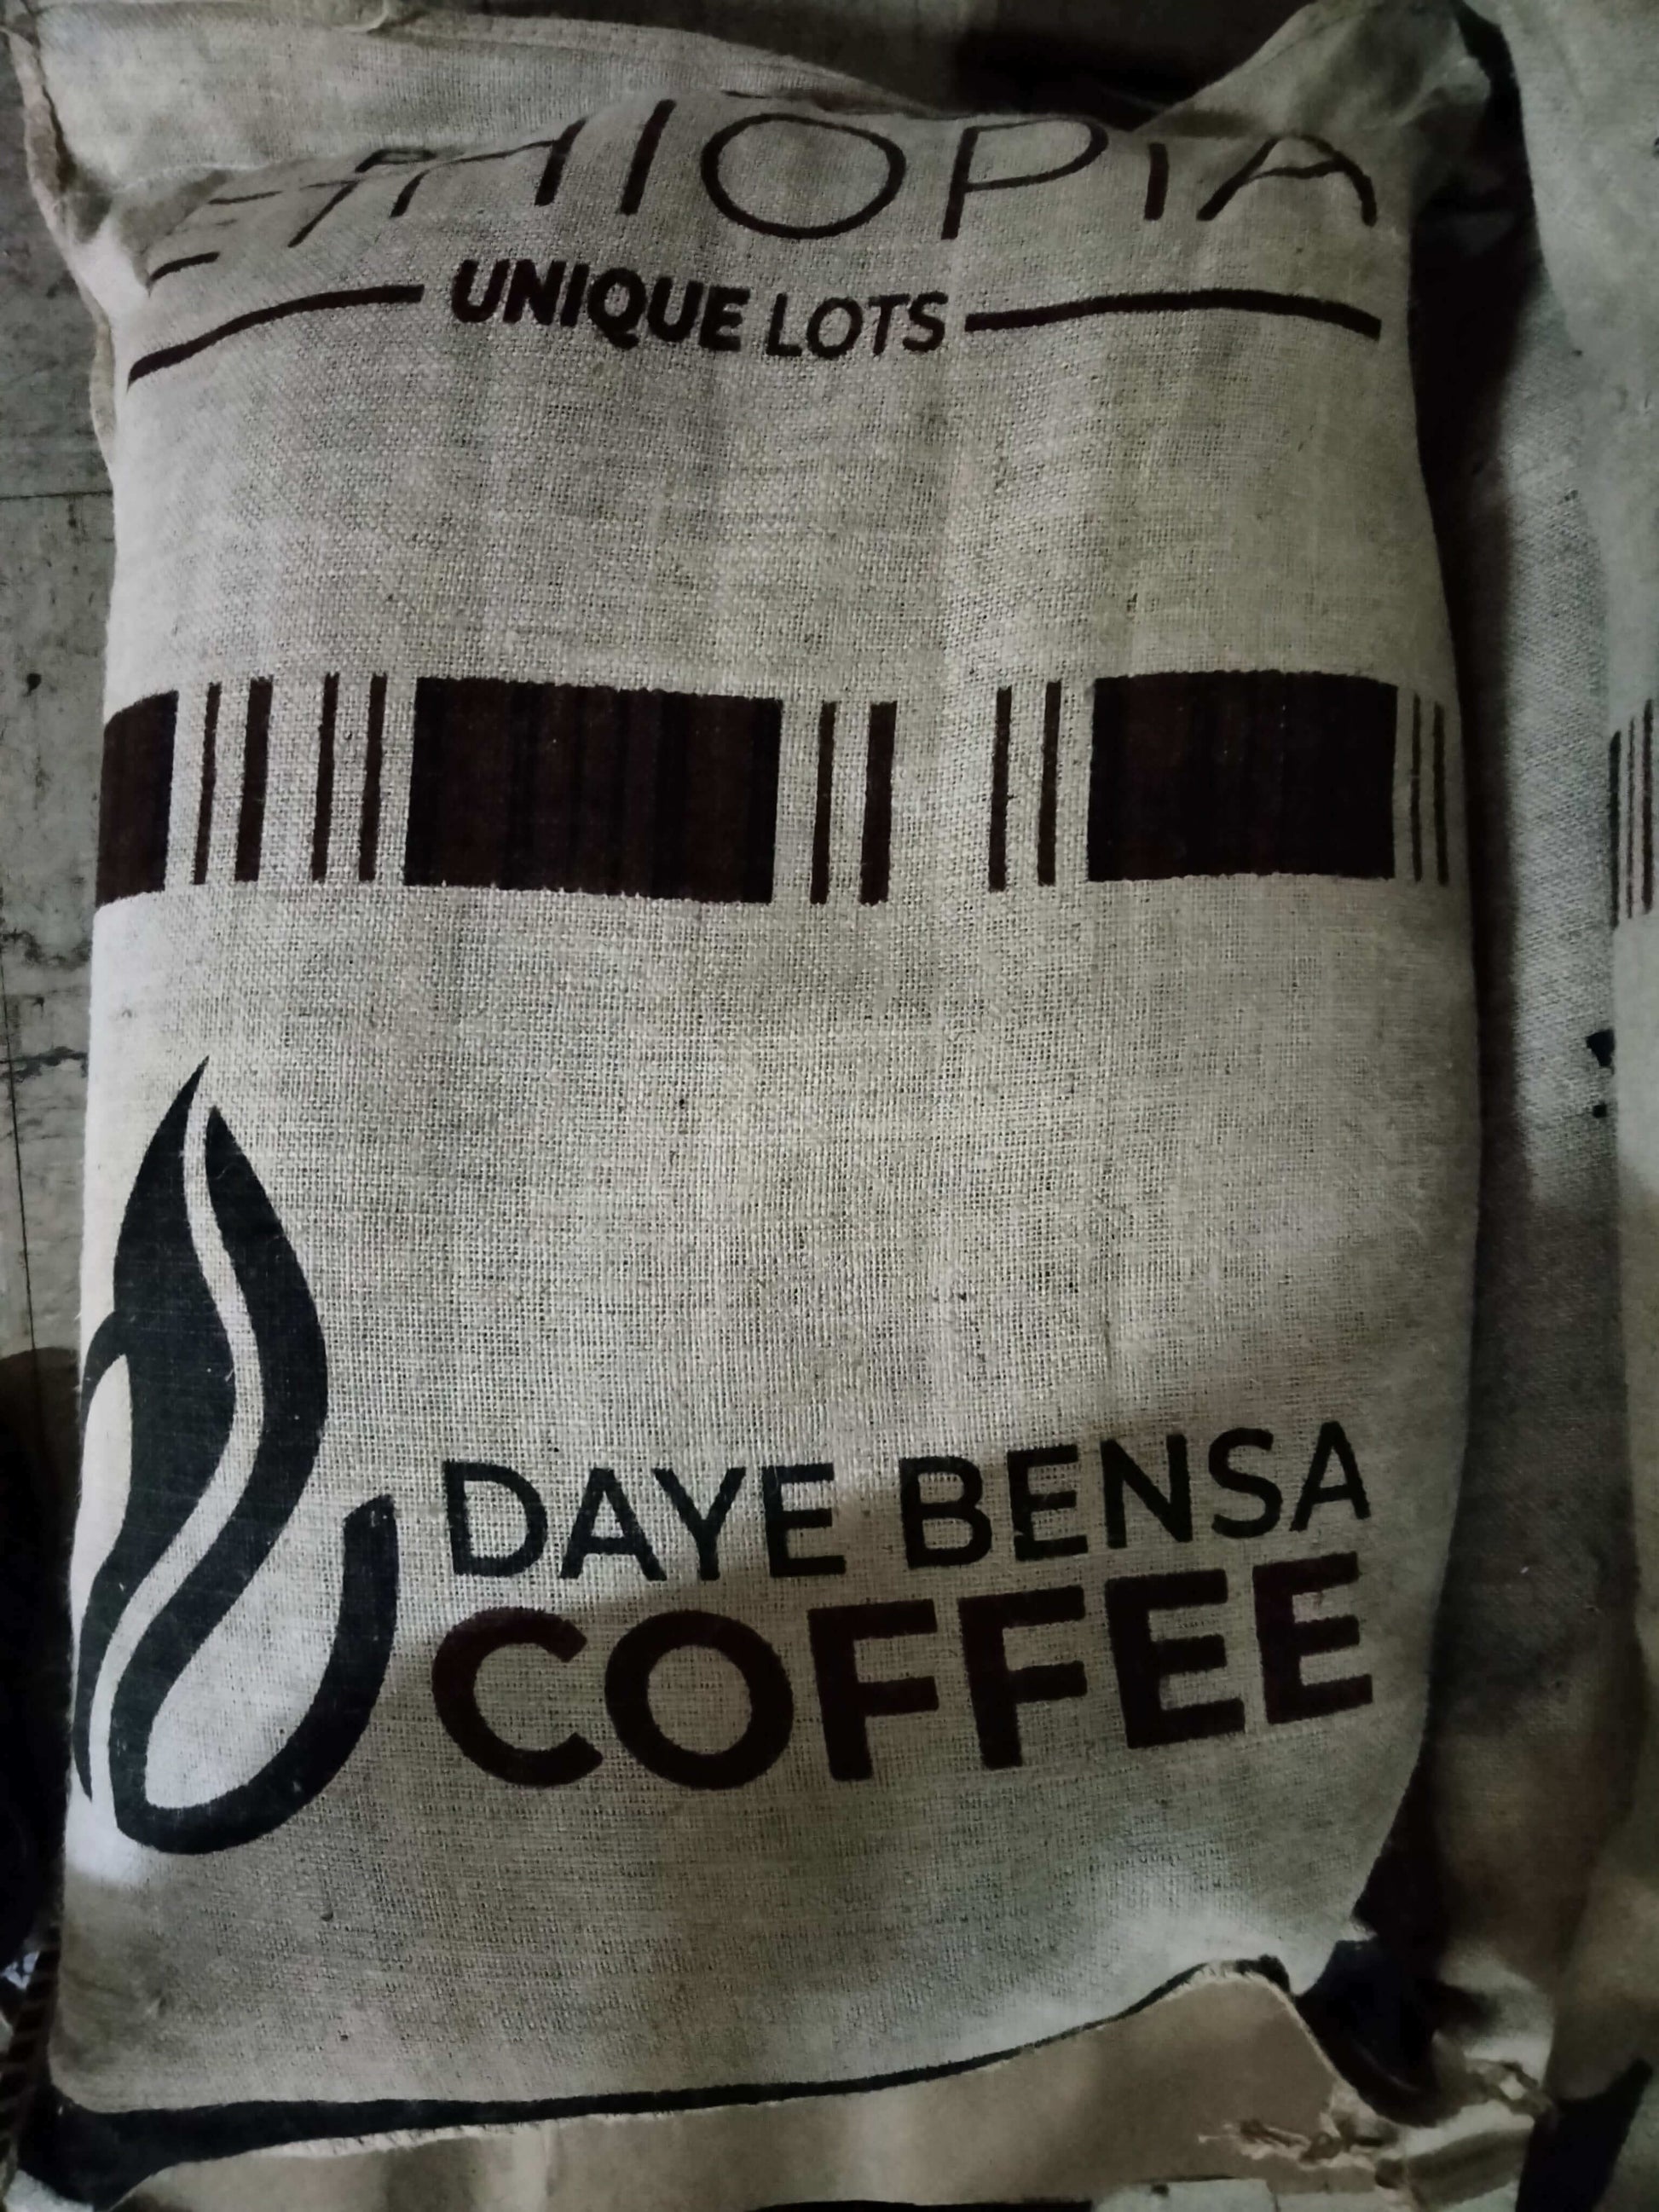 ETHIOPIA
UNIQUE LOTS
DAYE BENSA
COFFEE